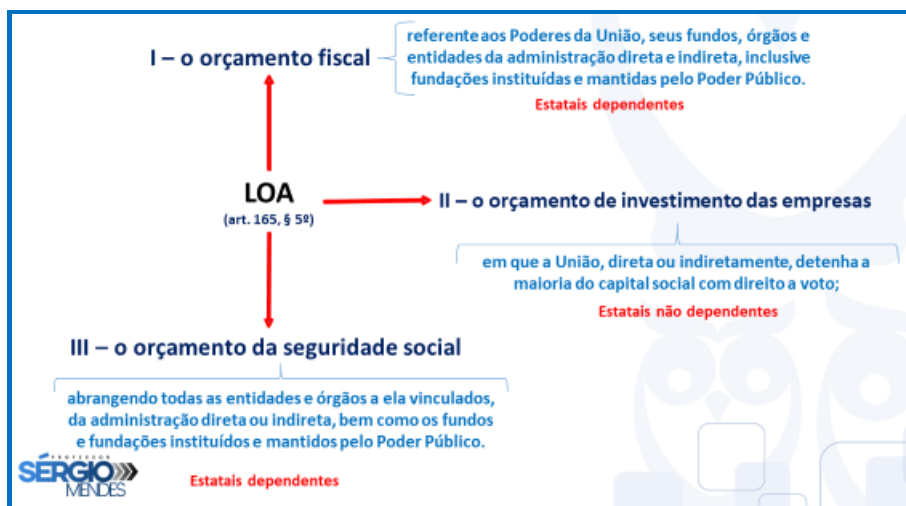 I – o orçamento fiscal
referente aos Poderes da União, seus fundos, órgãos e
entidades da administração direta e indireta, inclusive
fundações instituídas e mantidas pelo Poder Público.
Estatais dependentes
LOA
(art. 165, § 5º)
II – o orçamento de investimento das empresas
em que a União, direta ou indiretamente, detenha a
maioria do capital social com direito a voto;
Estatais não dependentes
III – o orçamento da seguridade social
abrangendo todas as entidades e órgãos a ela vinculados,
da administração direta ou indireta, bem como os fundos
e fundações instituídos e mantidos pelo Poder Público.
Estatais dependentes
PROFESSOR
SÉRGIO
MENDES